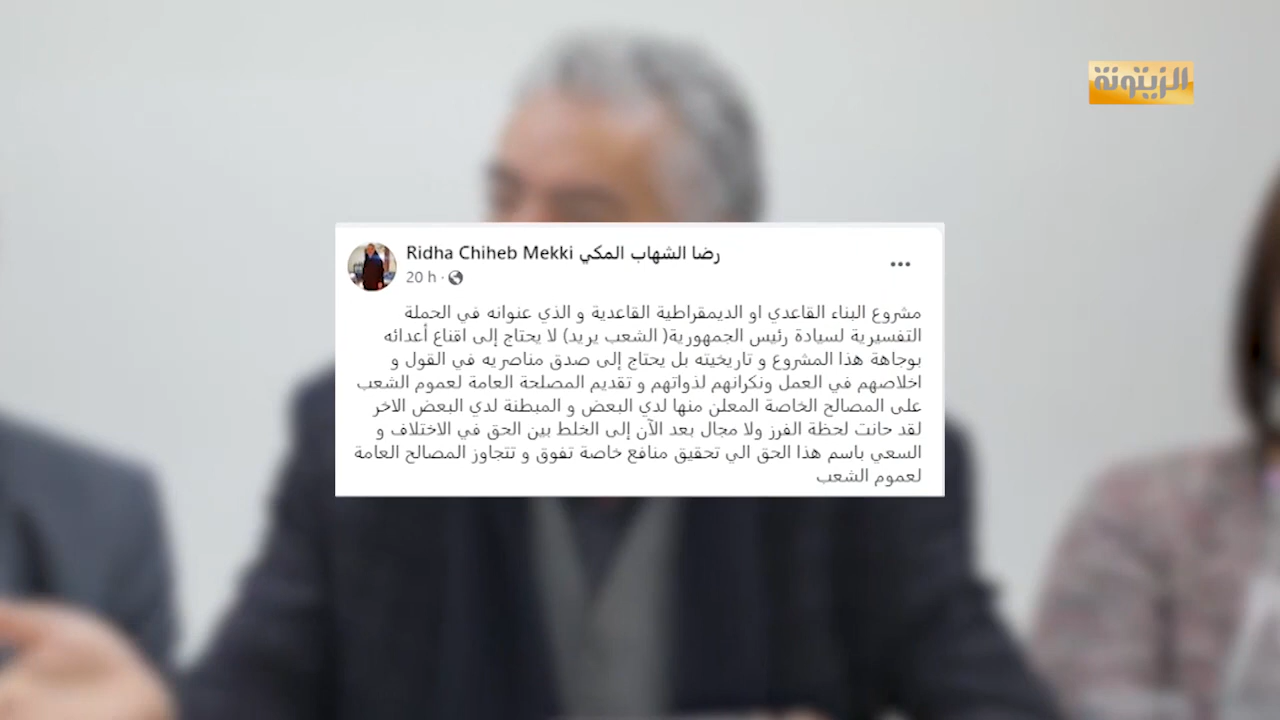 الزيتونة
Ridha Chiheb Mekki رضا الشهاب المكي
20 h ·
مشروع البناء القاعدي او الديمقراطية القاعدية و الذي عنوانه في الحملة
التفسيرية لسيادة رئيس الجمهورية( الشعب يريد) لا يحتاج إلى اقناع أعدائه
بوجاهة هذا المشروع و تاريخيته بل يحتاج إلى صدق مناصريه في القول و
اخلاصهم في العمل ونكرانهم لذواتهم و تقديم المصلحة العامة لعموم الشعب
على المصالح الخاصة المعلن منها لدي البعض و المبطنة لدي البعض الاخر
لقد حانت لحظة الفرز ولا مجال بعد الآن إلى الخلط بين الحق في الاختلاف و
السعي باسم هذا الحق الي تحقيق منافع خاصة تفوق و تتجاوز المصالح العامة
لعموم الشعب